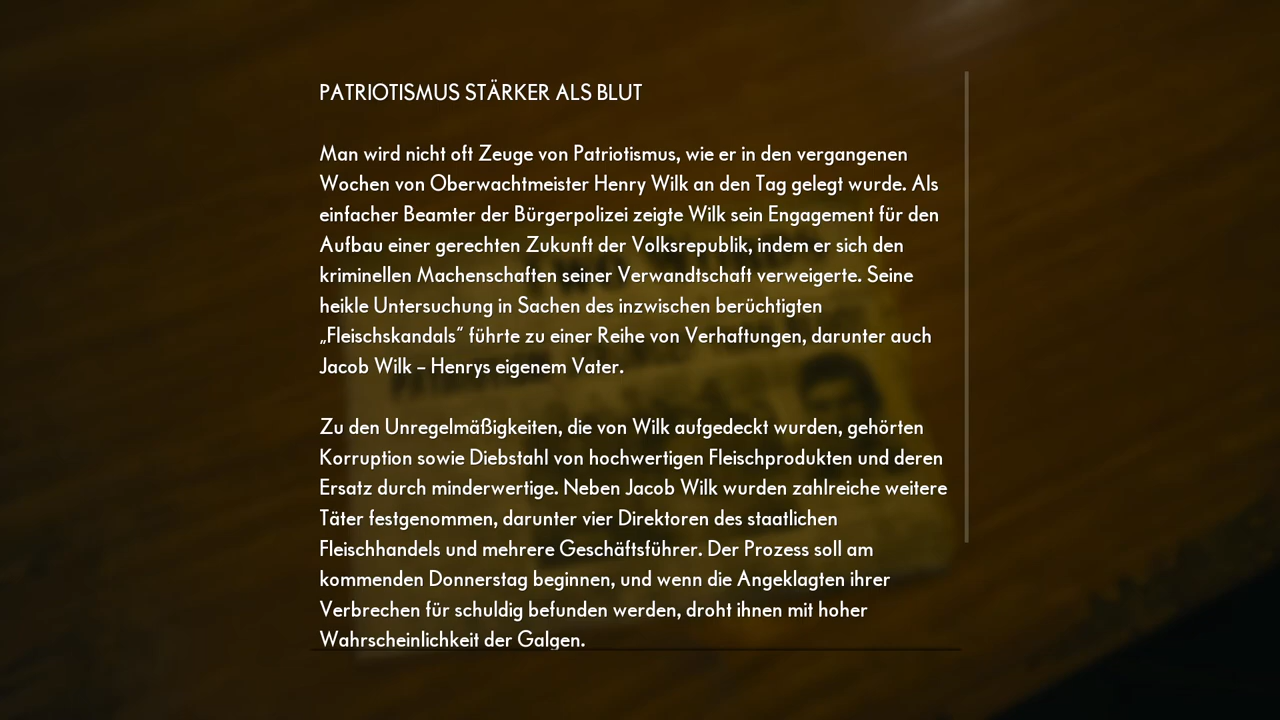 PATRIOTISMUS STÄRKER ALS BLUT
Man wird nicht oft Zeuge von Patriotismus, wie er in den vergangenen
Wochen von Oberwachtmeister Henry Wilk an den Tag gelegt wurde. Als
einfacher Beamter der Bürgerpolizei zeigte Wilk sein Engagement für den
Aufbau einer gerechten Zukunft der Volksrepublik, indem er sich den
kriminellen Machenschaften seiner Verwandtschaft verweigerte. Seine
heikle Untersuchung in Sachen des inzwischen berüchtigten
„Fleischskandals“ führte zu einer Reihe von Verhaftungen, darunter auch
Jacob Wilk – Henrys eigenem Vater.
Zu den Unregelmäßigkeiten, die von Wilk aufgedeckt wurden, gehörten
Korruption sowie Diebstahl von hochwertigen Fleischprodukten und deren
Ersatz durch minderwertige. Neben Jacob Wilk wurden zahlreiche weitere
Täter festgenommen, darunter vier Direktoren des staatlichen
Fleischhandels und mehrere Geschäftsführer. Der Prozess soll am
kommenden Donnerstag beginnen, und wenn die Angeklagten ihrer
Verbrechen für schuldig befunden werden, droht ihnen mit hoher
Wahrscheinlichkeit der Galgen.